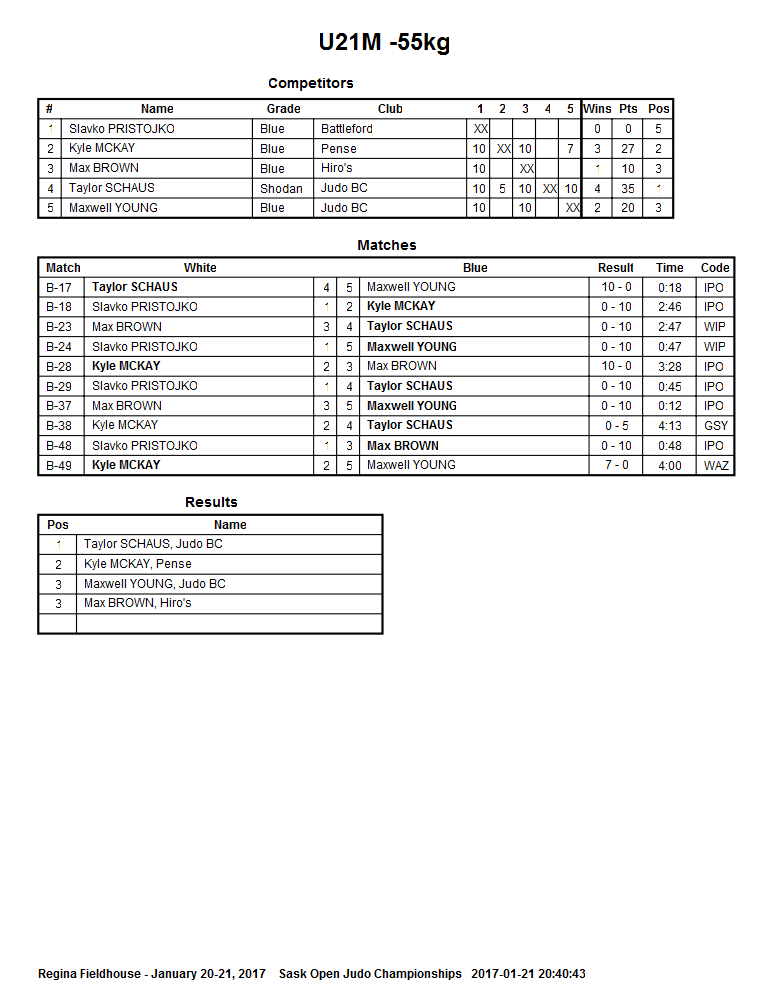 U21M -55kg
Competitors
# Name Grade Club 1 2 3 4 5 Wins Pts Pos
1 Slavko PRISTOJKO Blue Battleford XX 0 0 5
2 Kyle MCKAY Blue Pense 10 XX 10 7 3 27 2
3 Max BROWN Blue Hiro's 10 XX 1 10 3
4 Taylor SCHAUS Shodan Judo BC 10 5 10 XX 10 4 35 1
5 Maxwell YOUNG Blue Judo BC 10 10 XX 2 20 3
Matches
Match White Blue Result Time Code
B-17 Taylor SCHAUS 4 5 Maxwell YOUNG 10 - 0 0:18 IPO
B-18 Slavko PRISTOJKO 1 2 Kyle MCKAY 0 - 10 2:46 IPO
B-23 Max BROWN 3 4 Taylor SCHAUS 0 - 10 2:47 WIP
B-24 Slavko PRISTOJKO 1 5 Maxwell YOUNG 0 - 10 0:47 WIP
B-28 Kyle MCKAY 2 3 Max BROWN 10 - 0 3:28 IPO
B-29 Slavko PRISTOJKO 1 4 Taylor SCHAUS 0 - 10 0:45 IPO
B-37 Max BROWN 3 5 Maxwell YOUNG 0 - 10 0:12 IPO
B-38 Kyle MCKAY 2 4 Taylor SCHAUS 0 - 5 4:13 GSY
B-48 Slavko PRISTOJKO 1 3 Max BROWN 0 - 10 0:48 IPO
B-49 Kyle MCKAY 2 5 Maxwell YOUNG 7 - 0 4:00 WAZ
Results
Pos Name
1 Taylor SCHAUS, Judo BC
2 Kyle MCKAY, Pense
3 Maxwell YOUNG, Judo BC
3 Max BROWN, Hiro's
Regina Fieldhouse - January 20-21, 2017 Sask Open Judo Championships 2017-01-21 20:40:43